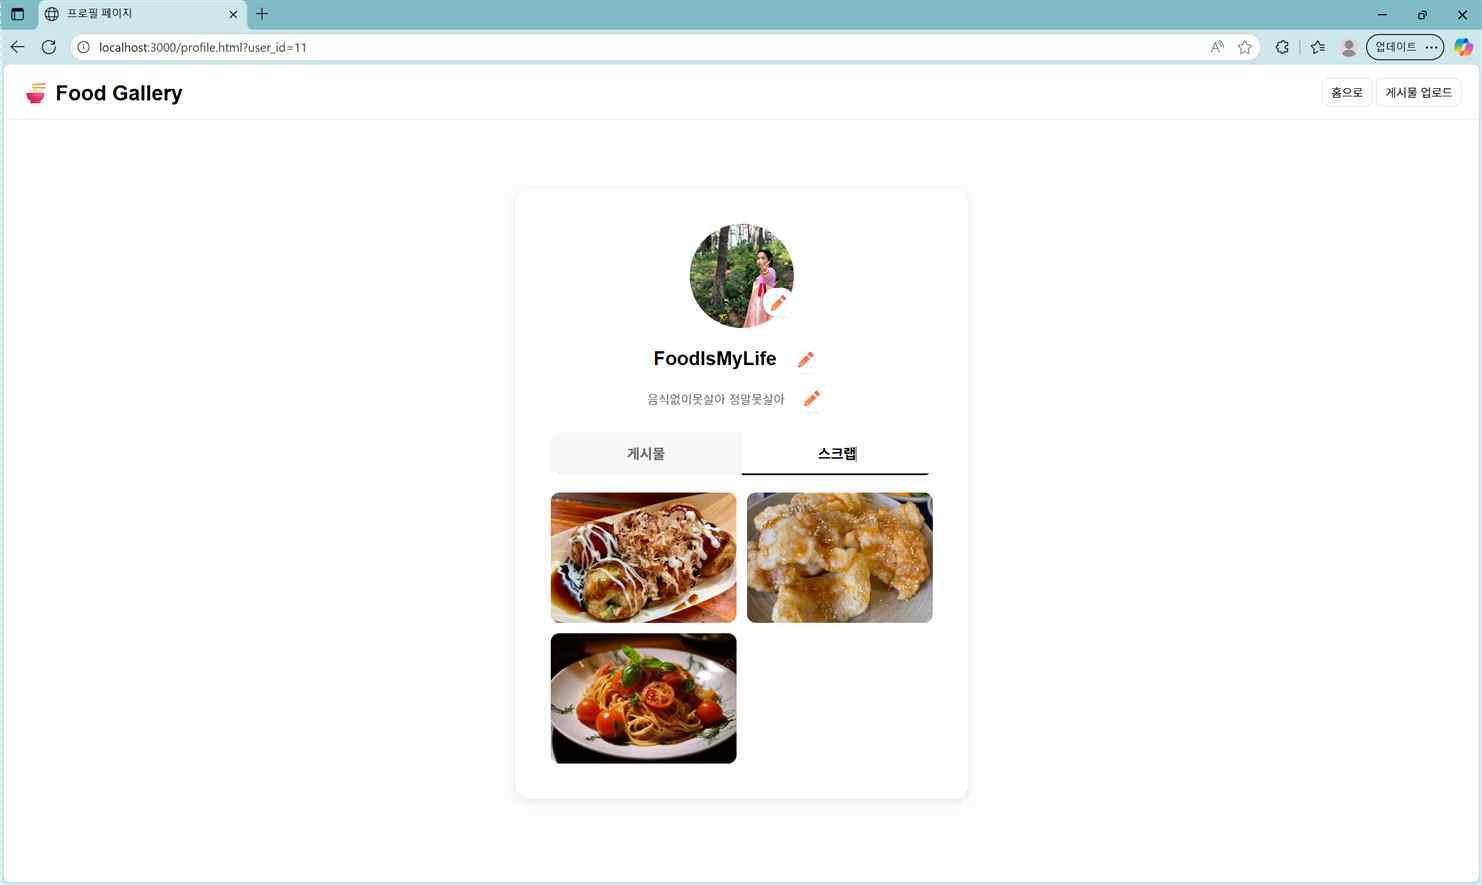 프로필 페이지
localhost:3000/profile.html?user_id=11
업데이트
Food Gallery
홈으로
게시물 업로드
FoodIsMyLife
음식없이못살아 정말못살아
게시물
스크랩